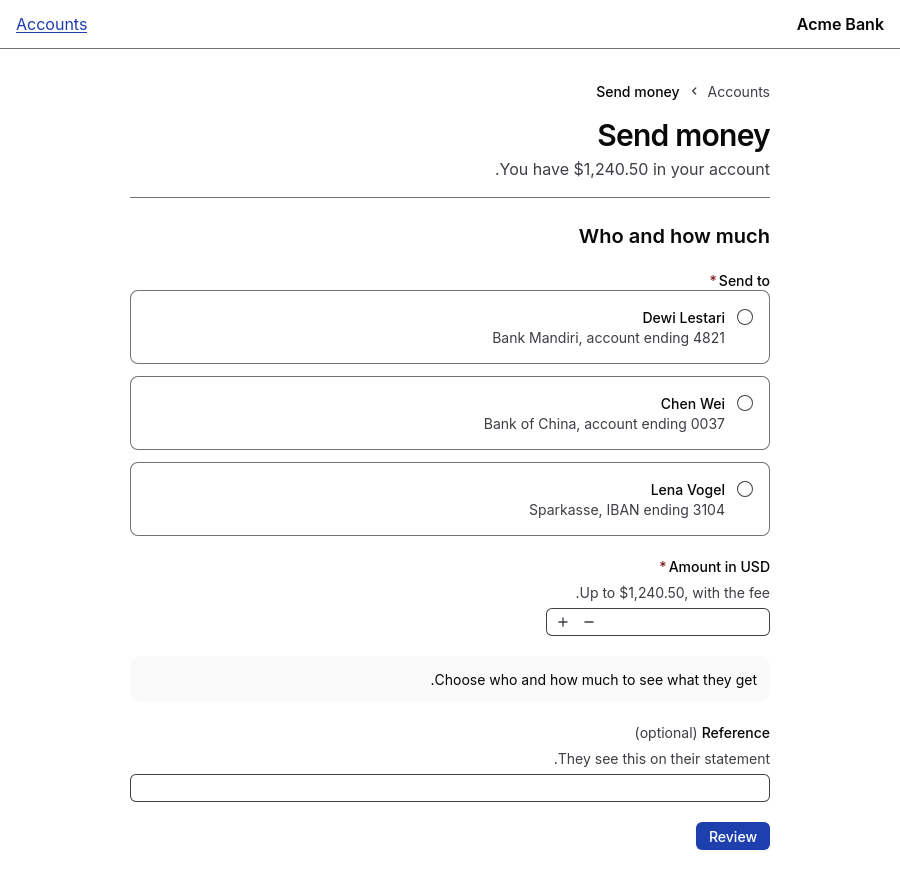 Accounts
Acme Bank
Send money ‹ Accounts
Send money
.You have $1,240.50 in your account
Who and how much
* Send to
Dewi Lestari
Bank Mandiri, account ending 4821
Chen Wei
Bank of China, account ending 0037
Lena Vogel
Sparkasse, IBAN ending 3104
* Amount in USD
.Up to $1,240.50, with the fee
+ −
.Choose who and how much to see what they get
(optional) Reference
.They see this on their statement
Review